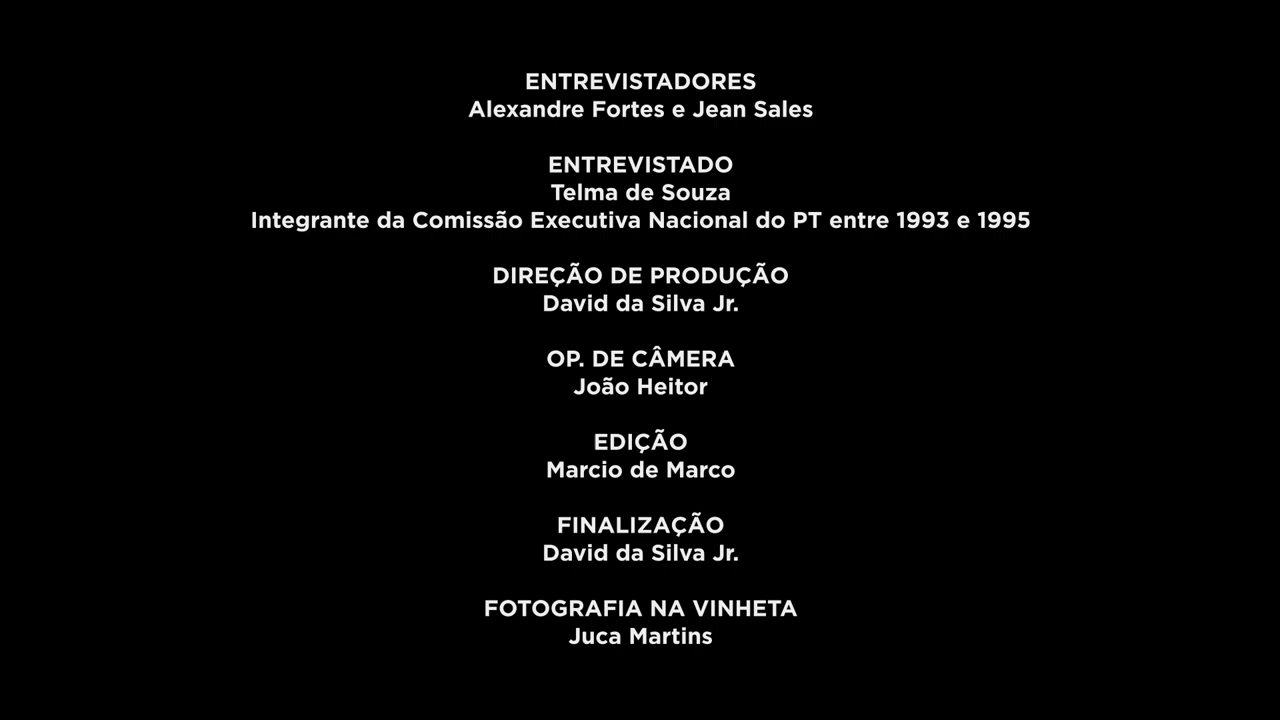 ENTREVISTADORES
Alexandre Fortes e Jean Sales
ENTREVISTADO
Telma de Souza
Integrante da Comissão Executiva Nacional do PT entre 1993 e 1995
DIREÇÃO DE PRODUÇÃO
David da Silva Jr.
OP. DE CÂMERA
João Heitor
EDIÇÃO
Marcio de Marco
FINALIZAÇÃO
David da Silva Jr.
FOTOGRAFIA NA VINHETA
Juca Martins